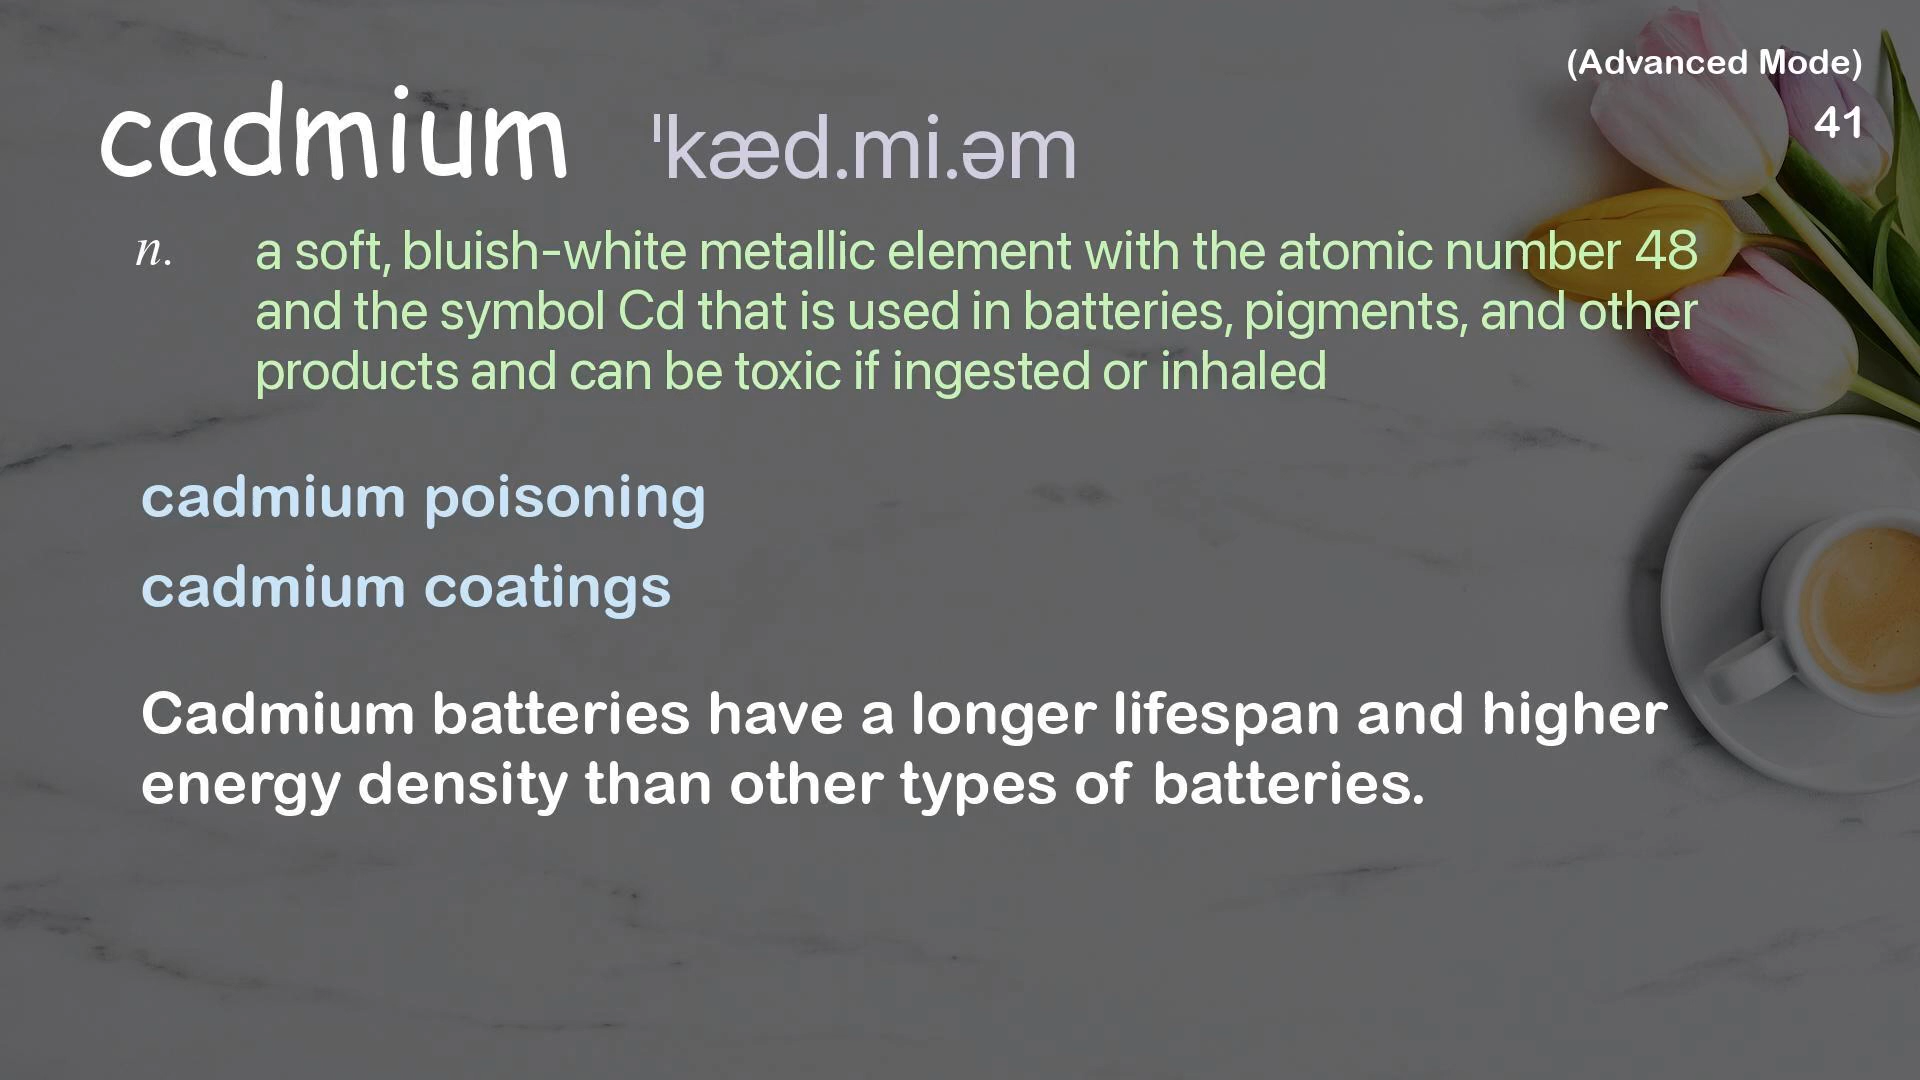 (Advanced Mode)
41
cadmium ˈkæd.mi.əm
n. a soft, bluish-white metallic element with the atomic number 48
and the symbol Cd that is used in batteries, pigments, and other
products and can be toxic if ingested or inhaled
cadmium poisoning
cadmium coatings
Cadmium batteries have a longer lifespan and higher
energy density than other types of batteries.